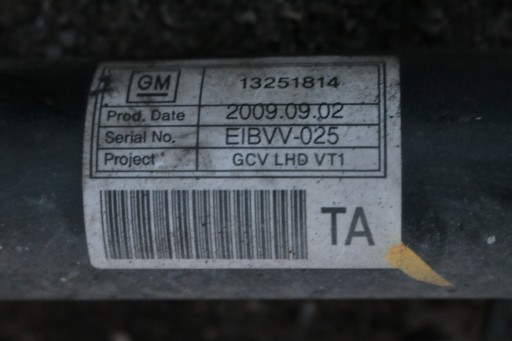 GM 13251814
Prod. Date 2009.09.02
Serial No. EIBVV-025
Project GCV LHD VT1
TA